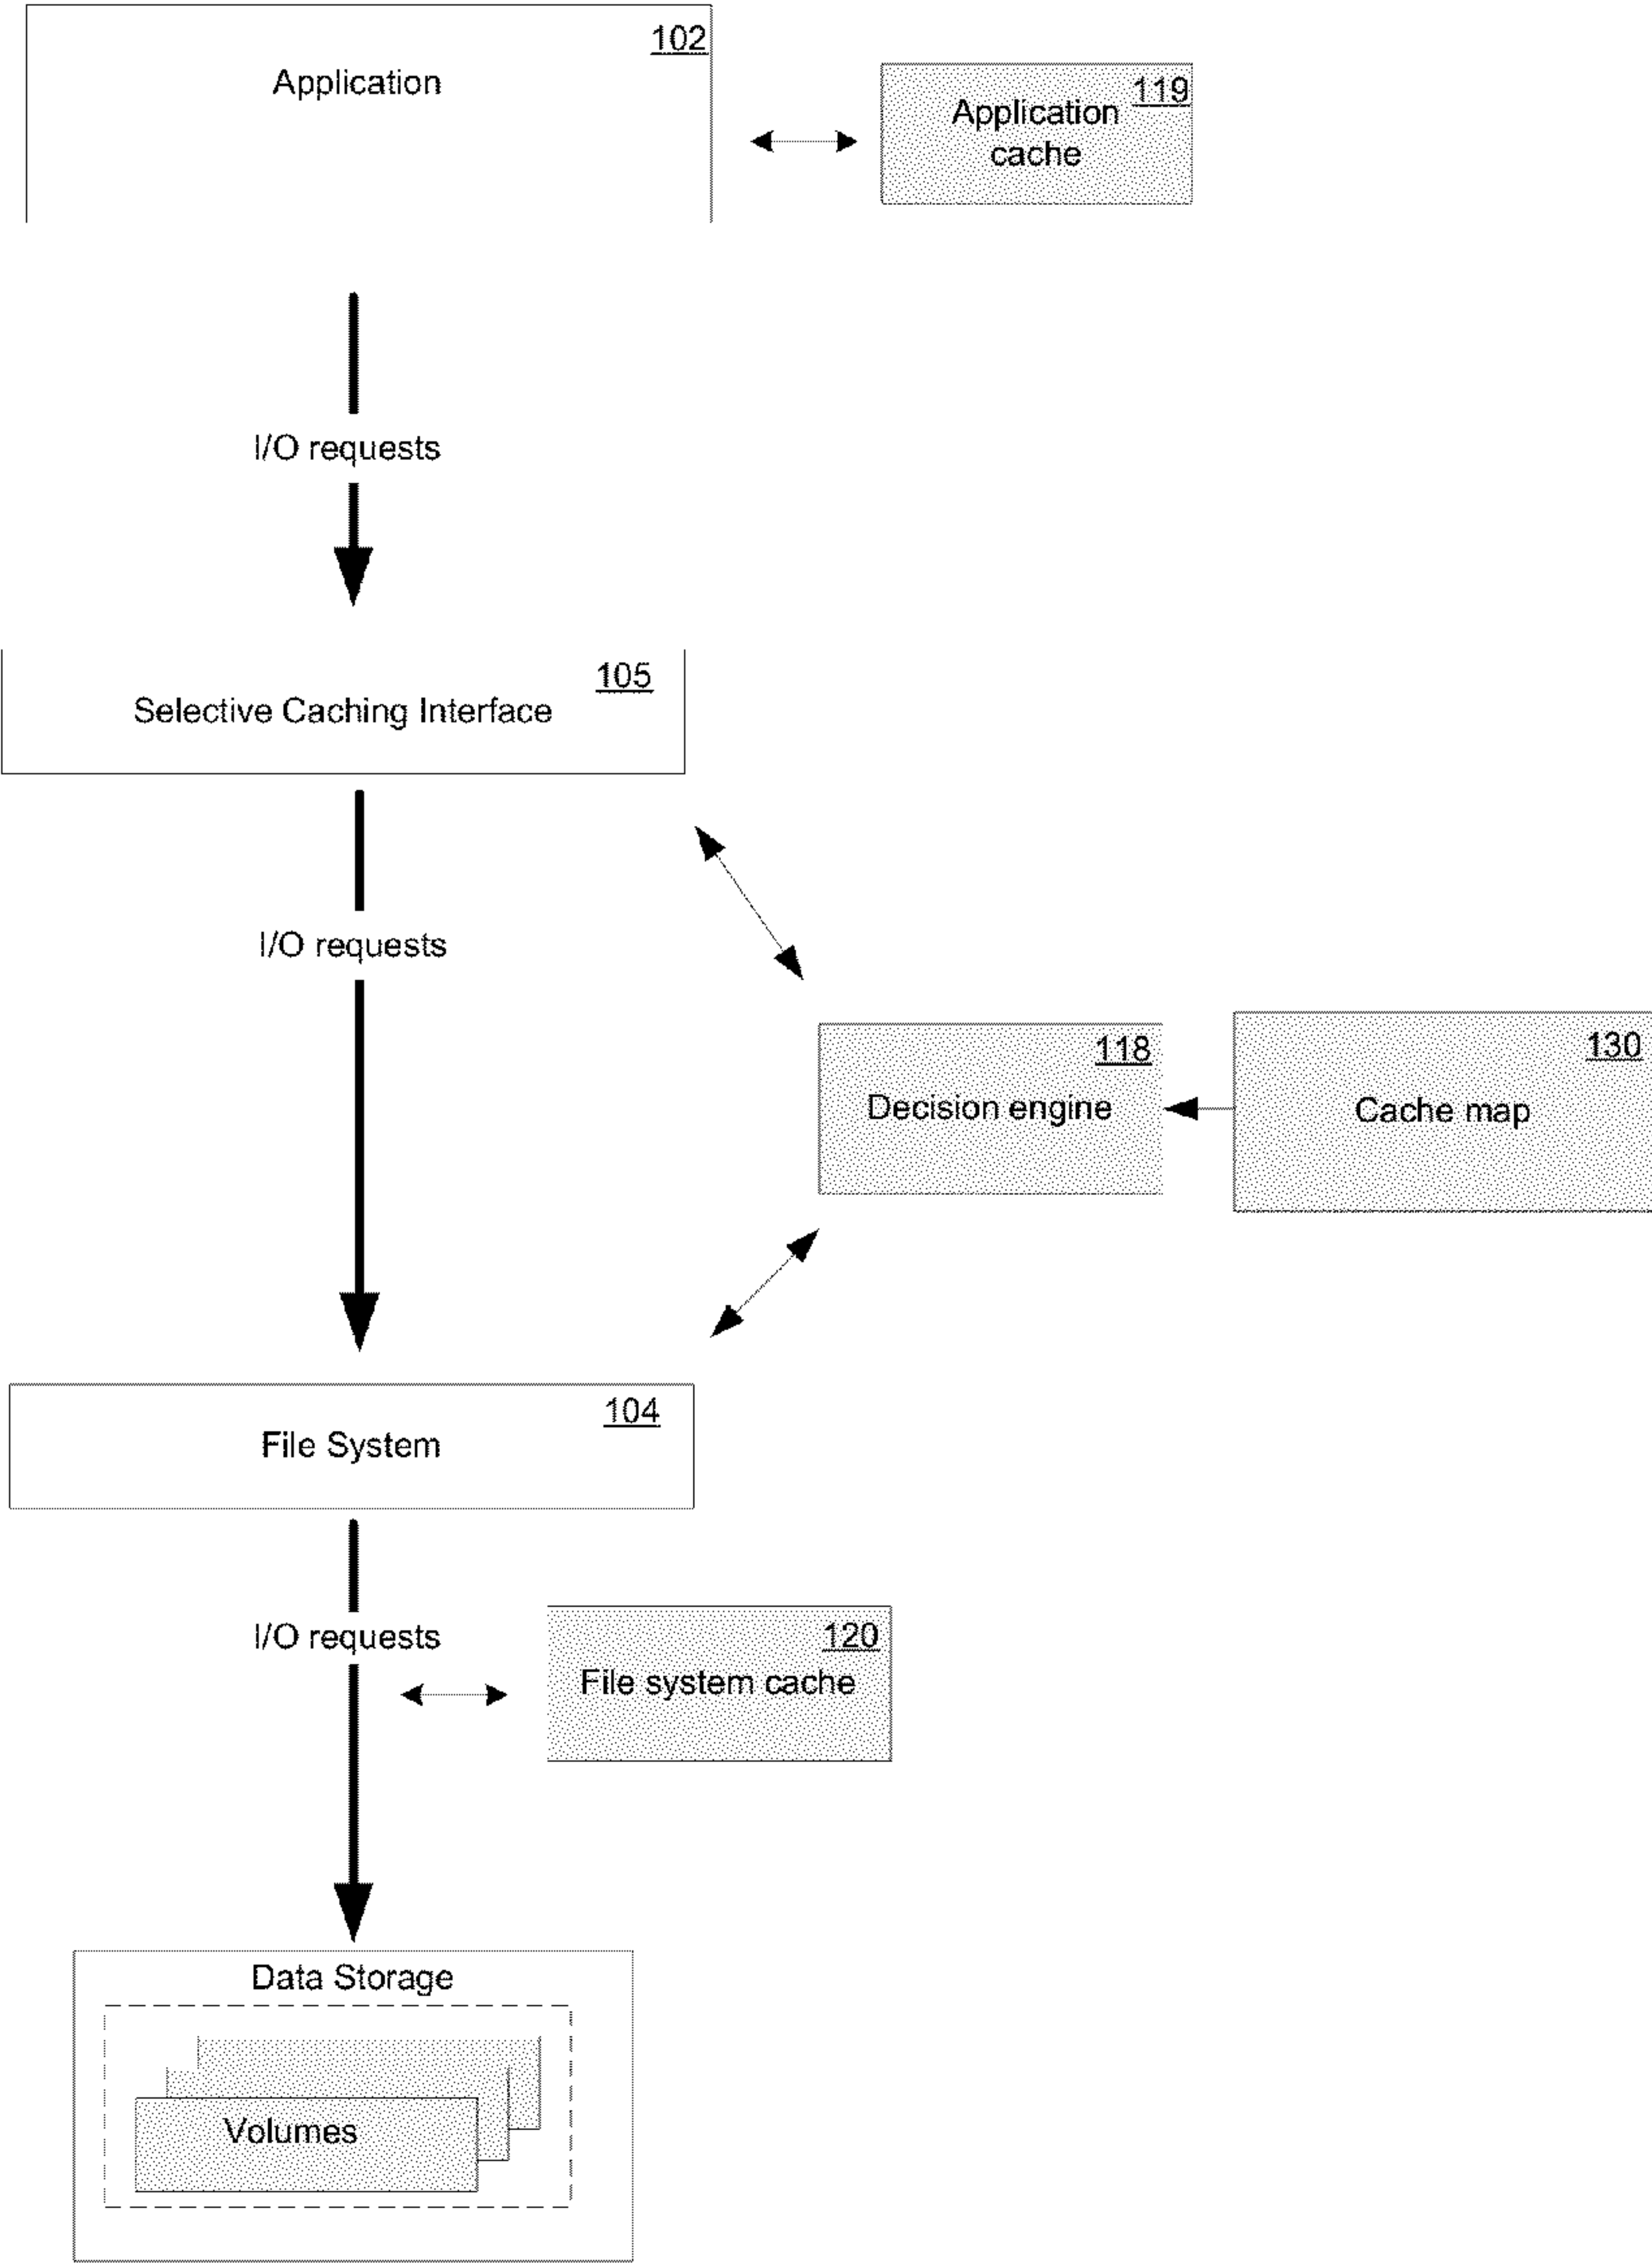 102
Application
119
Application
cache
I/O requests
105
Selective Caching Interface
I/O requests
118
Decision engine
130
Cache map
104
File System
I/O requests
120
File system cache
Data Storage
Volumes